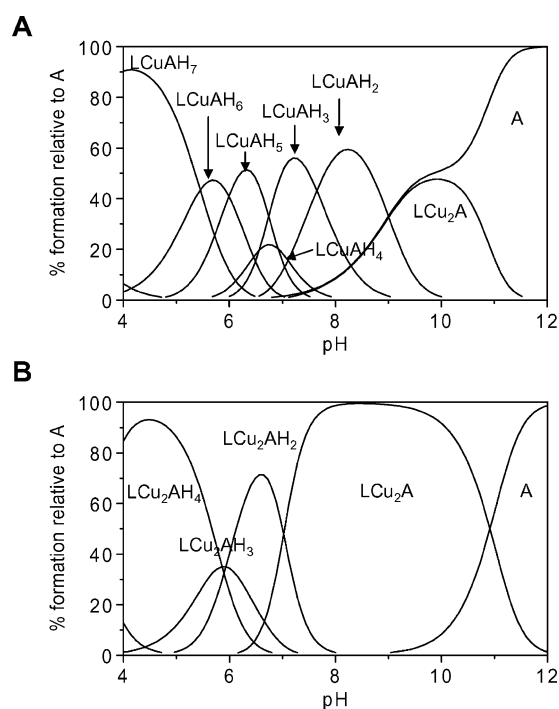 A
100
80
60
40
20
0
% formation relative to A
LCuAH₇
LCuAH₆
LCuAH₅
LCuAH₃
LCuAH₂
LCuAH₄
LCu₂A
A
4 6 8 10 12
pH
B
100
80
60
40
20
0
% formation relative to A
LCu₂AH₄
LCu₂AH₃
LCu₂AH₂
LCu₂A
A
4 6 8 10 12
pH